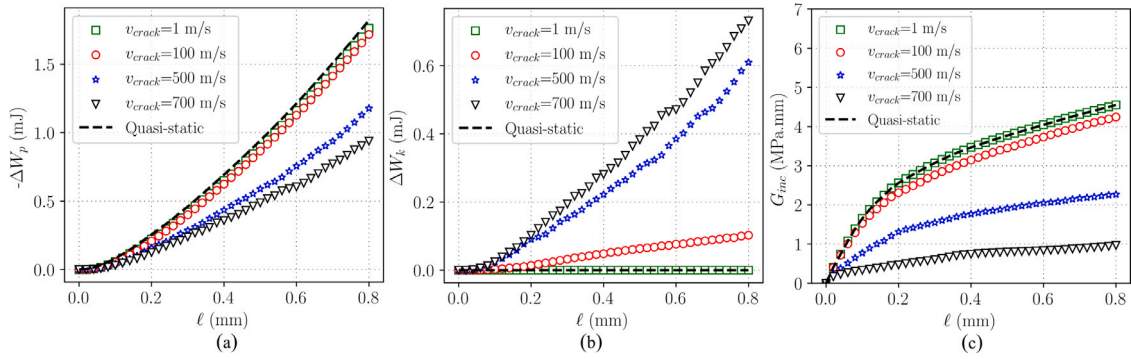 (a)
-ΔW_p (mJ)
1.5
1.0
0.5
0.0
v_crack=1 m/s
v_crack=100 m/s
v_crack=500 m/s
v_crack=700 m/s
Quasi-static
0.0 0.2 0.4 0.6 0.8
ℓ (mm)
(b)
ΔW_k (mJ)
0.6
0.4
0.2
0.0
v_crack=1 m/s
v_crack=100 m/s
v_crack=500 m/s
v_crack=700 m/s
Quasi-static
0.0 0.2 0.4 0.6 0.8
ℓ (mm)
(c)
G_inc (MPa.mm)
7
6
5
4
3
2
1
0
v_crack=1 m/s
v_crack=100 m/s
v_crack=500 m/s
v_crack=700 m/s
Quasi-static
0.0 0.2 0.4 0.6 0.8
ℓ (mm)